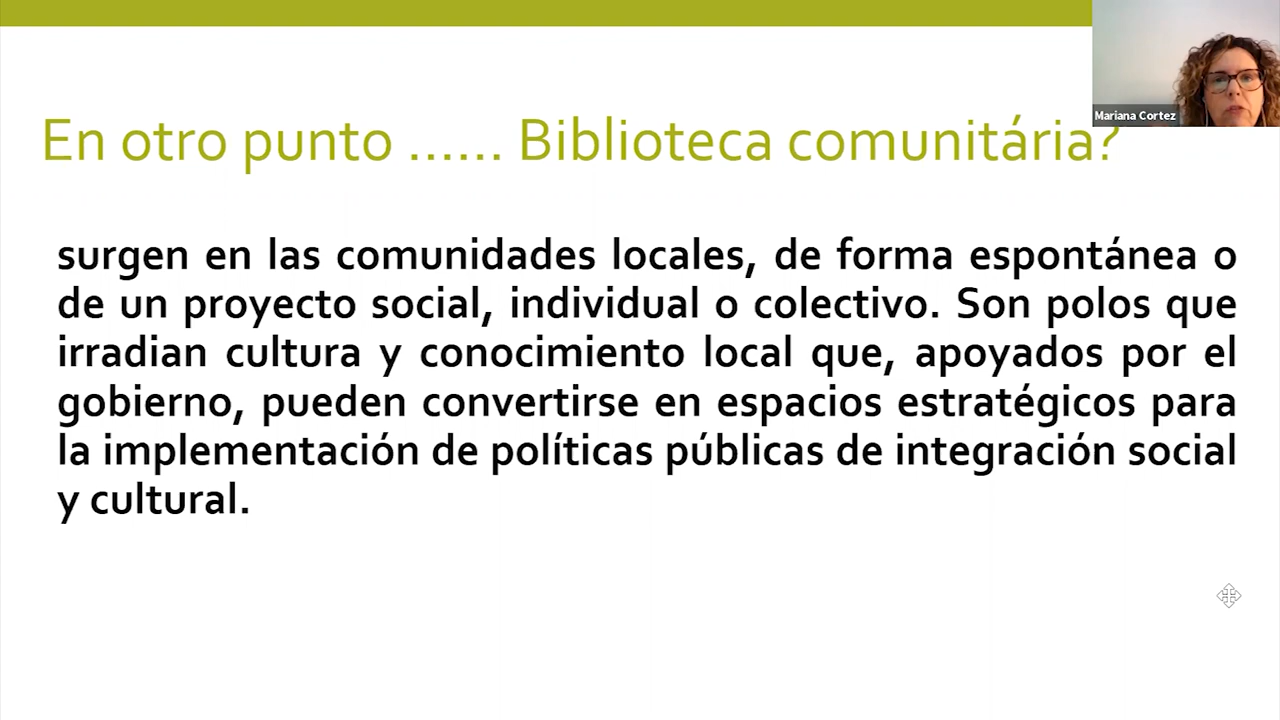 Mariana Cortez
En otro punto ...... Biblioteca comunitária?
surgen en las comunidades locales, de forma espontánea o
de un proyecto social, individual o colectivo. Son polos que
irradian cultura y conocimiento local que, apoyados por el
gobierno, pueden convertirse en espacios estratégicos para
la implementación de políticas públicas de integración social
y cultural.